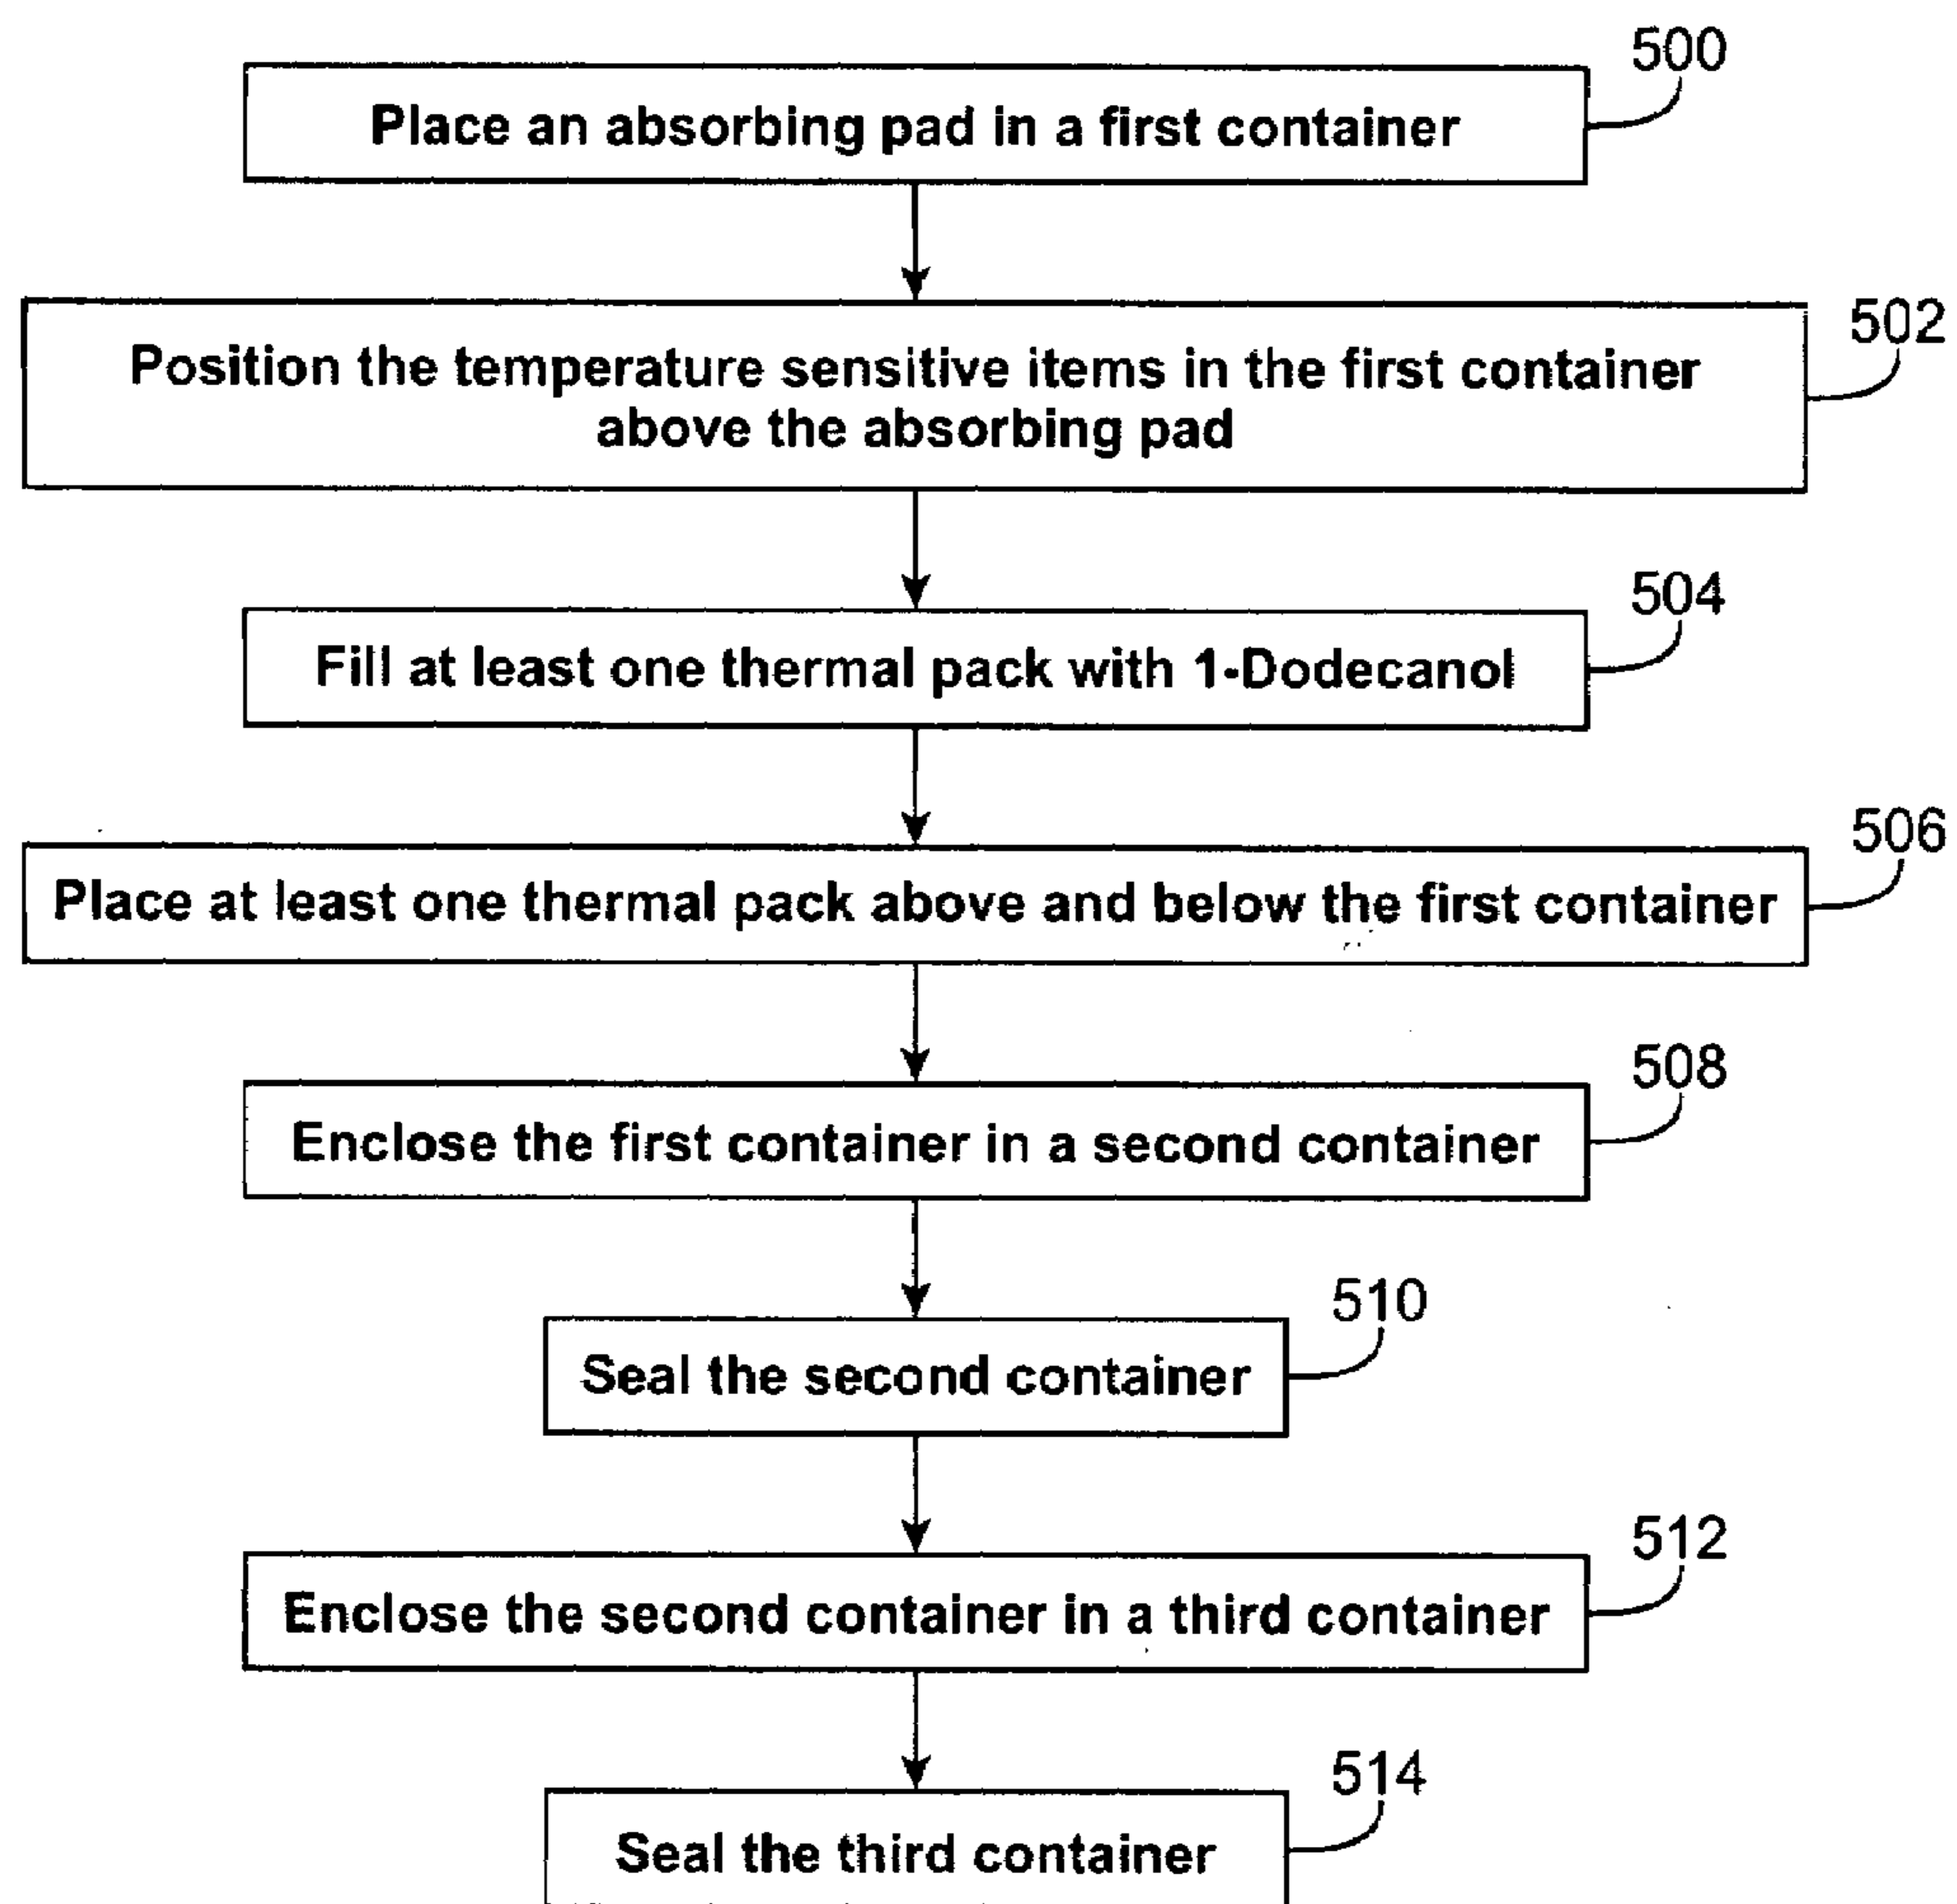 500
Place an absorbing pad in a first container
502
Position the temperature sensitive items in the first container
above the absorbing pad
504
Fill at least one thermal pack with 1-Dodecanol
506
Place at least one thermal pack above and below the first container
508
Enclose the first container in a second container
510
Seal the second container
512
Enclose the second container in a third container
514
Seal the third container